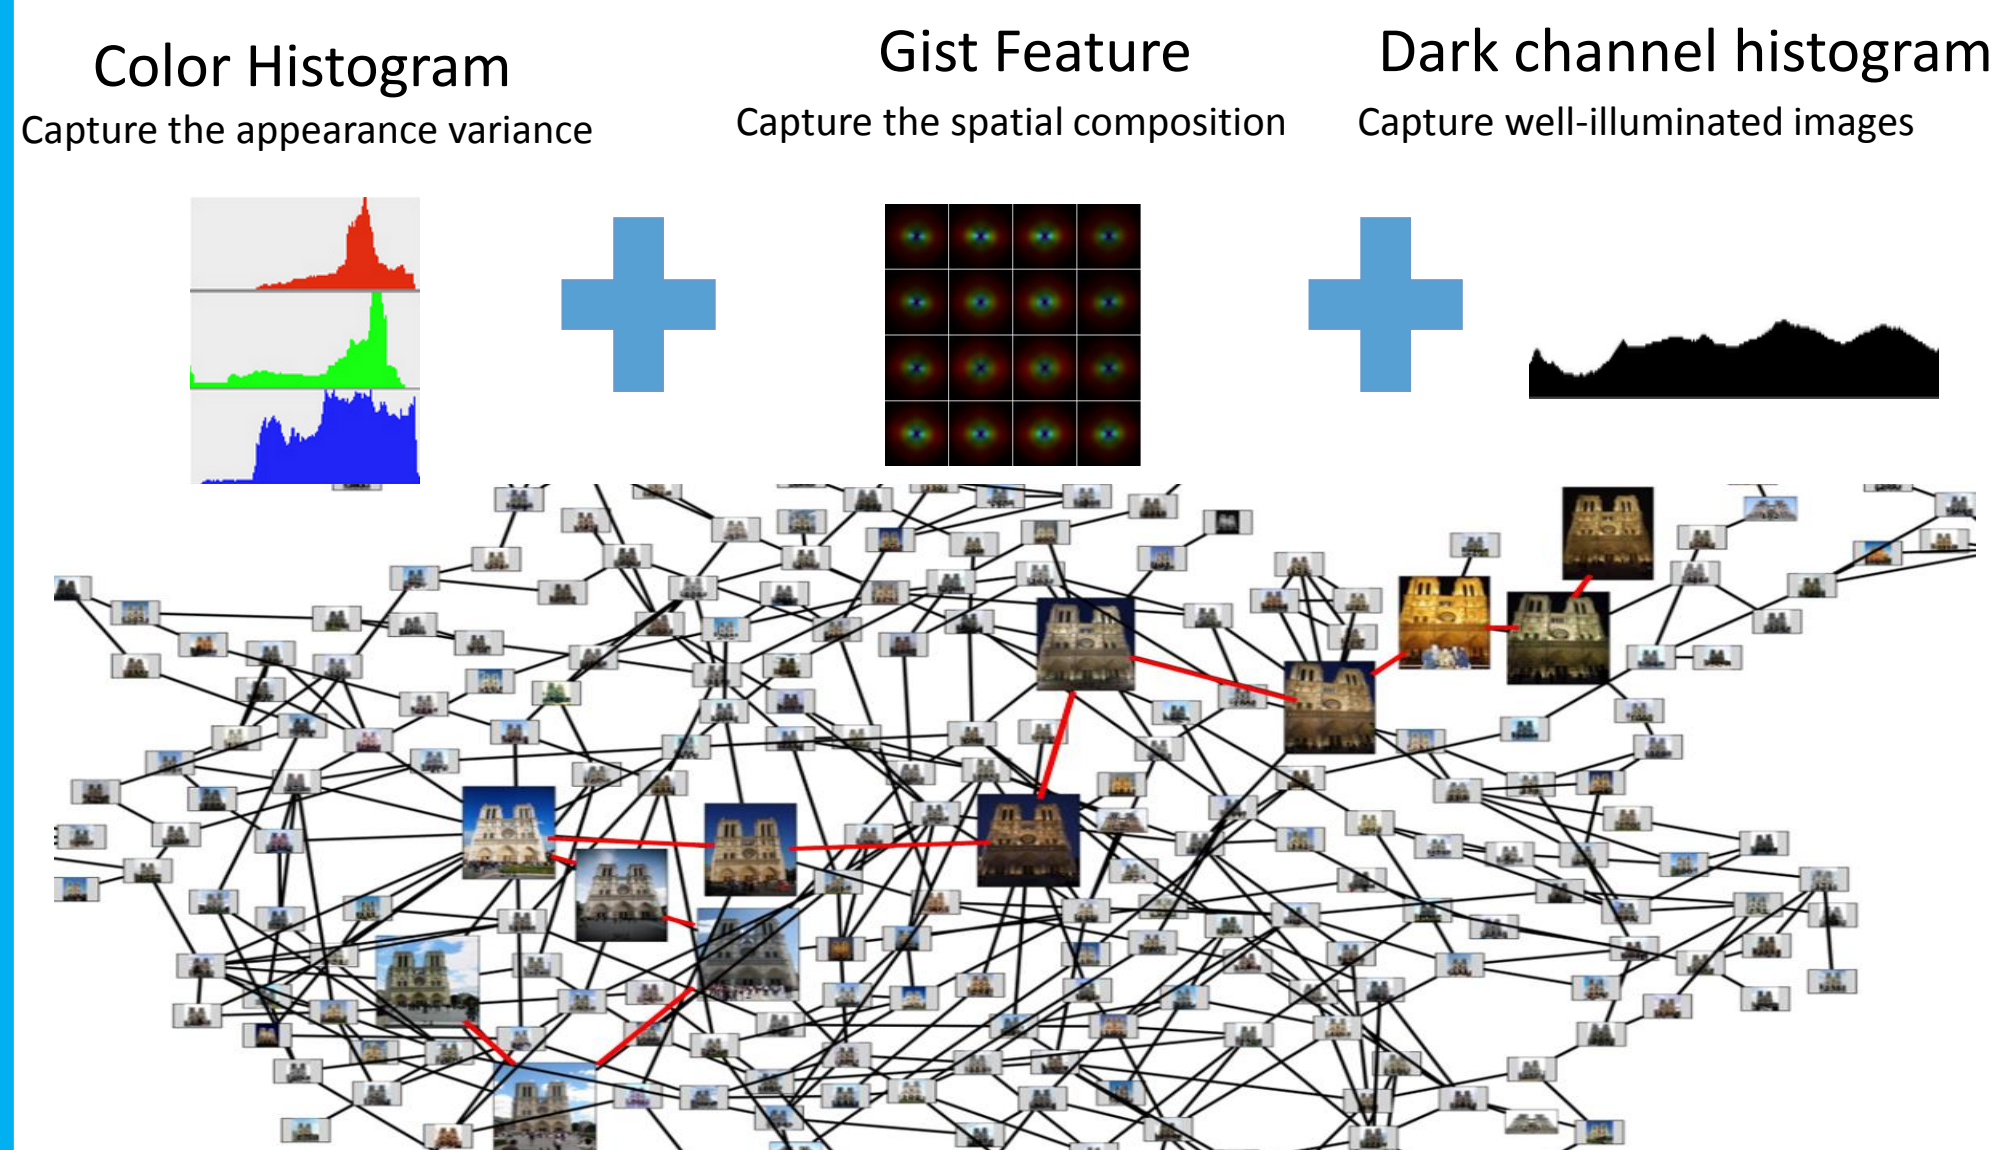 Color Histogram
Capture the appearance variance
Gist Feature
Capture the spatial composition
Dark channel histogram
Capture well-illuminated images